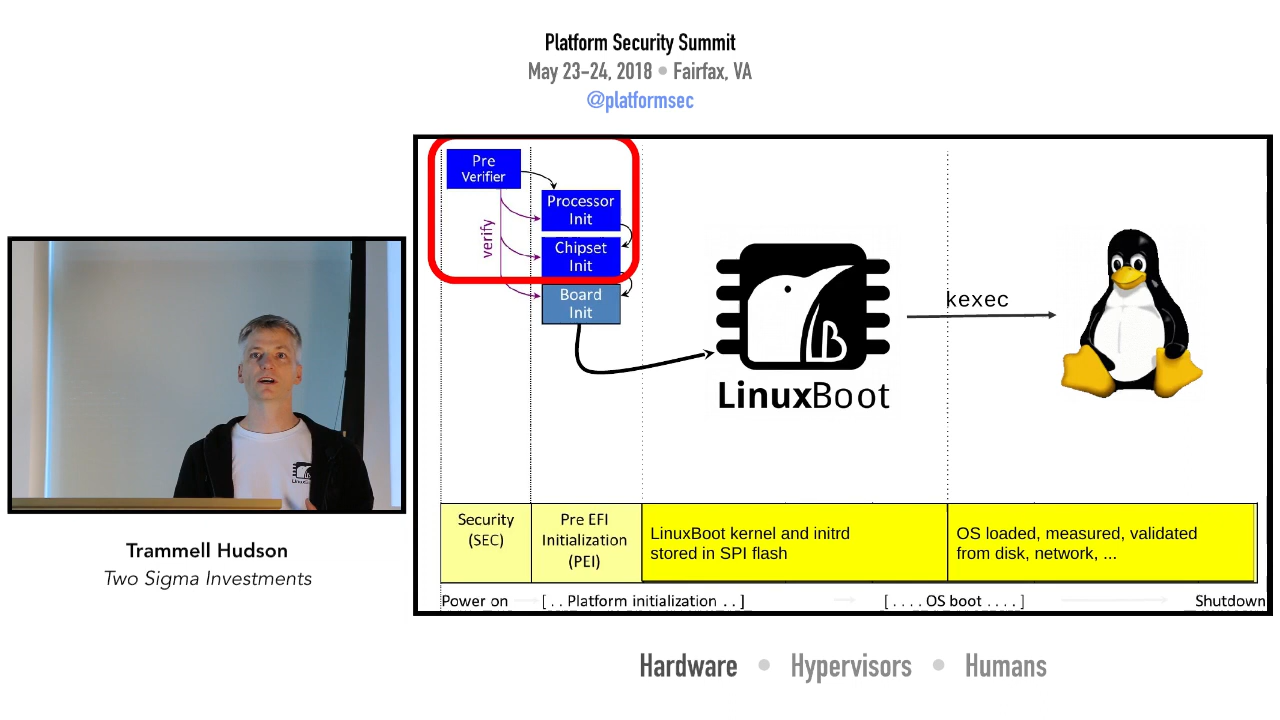 Platform Security Summit
May 23-24, 2018 • Fairfax, VA
@platformsec
Pre
Verifier
verify
Processor
Init
Chipset
Init
Board
Init
LB
LinuxBoot
kexec
Security
(SEC)
Pre EFI
Initialization
(PEI)
LinuxBoot kernel and initrd
stored in SPI flash
OS loaded, measured, validated
from disk, network, ...
Power on [ . . Platform initialization . . ] [ . . . . OS boot . . . . ] Shutdown
Trammell Hudson
Two Sigma Investments
Hardware • Hypervisors • Humans